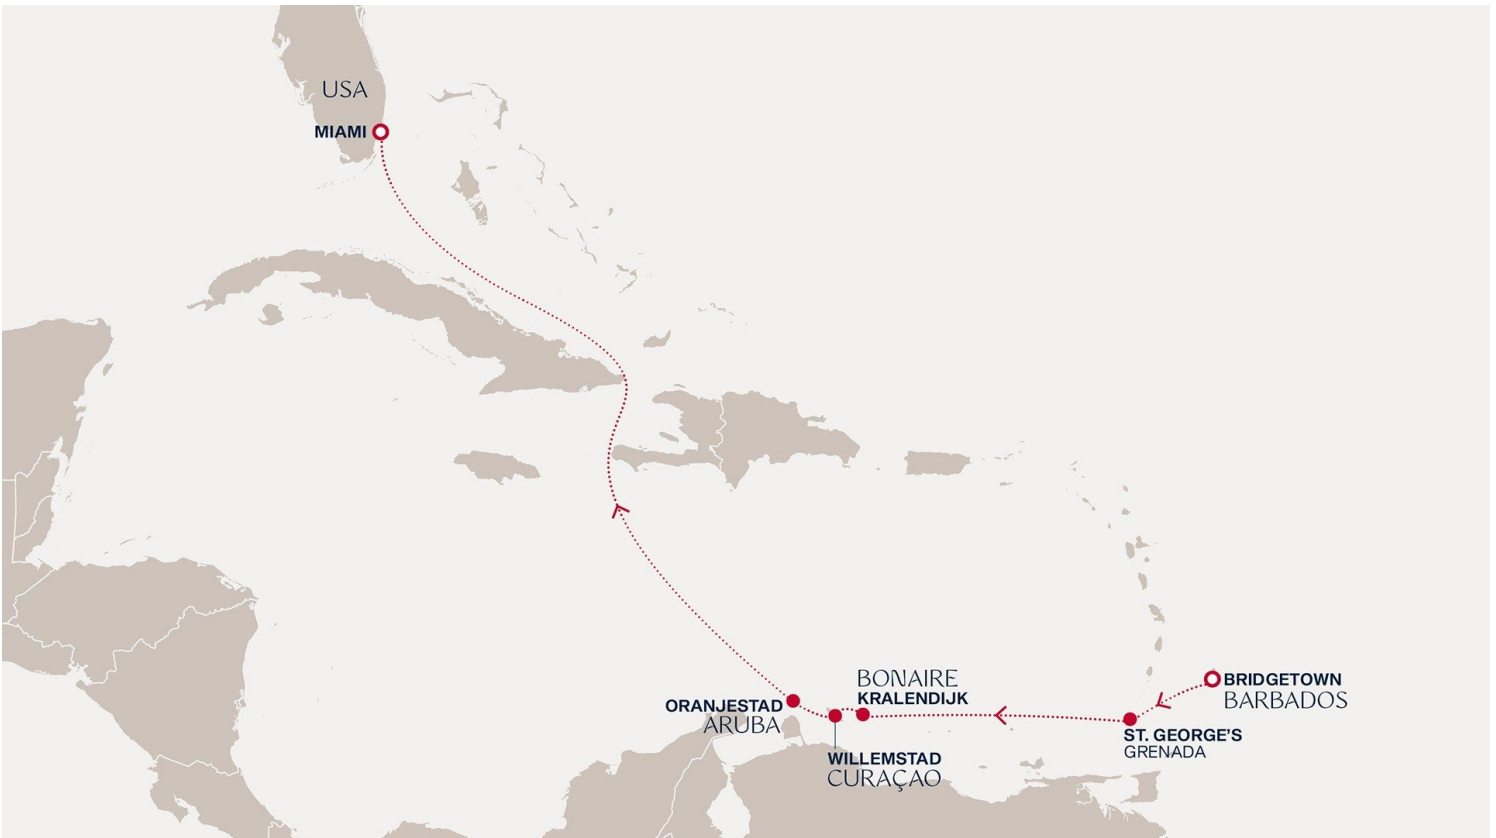 USA
MIAMI
BONAIRE
KRALENDIJK
ORANJESTAD
ARUBA
BRIDGETOWN
BARBADOS
ST. GEORGE'S
GRENADA
WILLEMSTAD
CURAÇAO